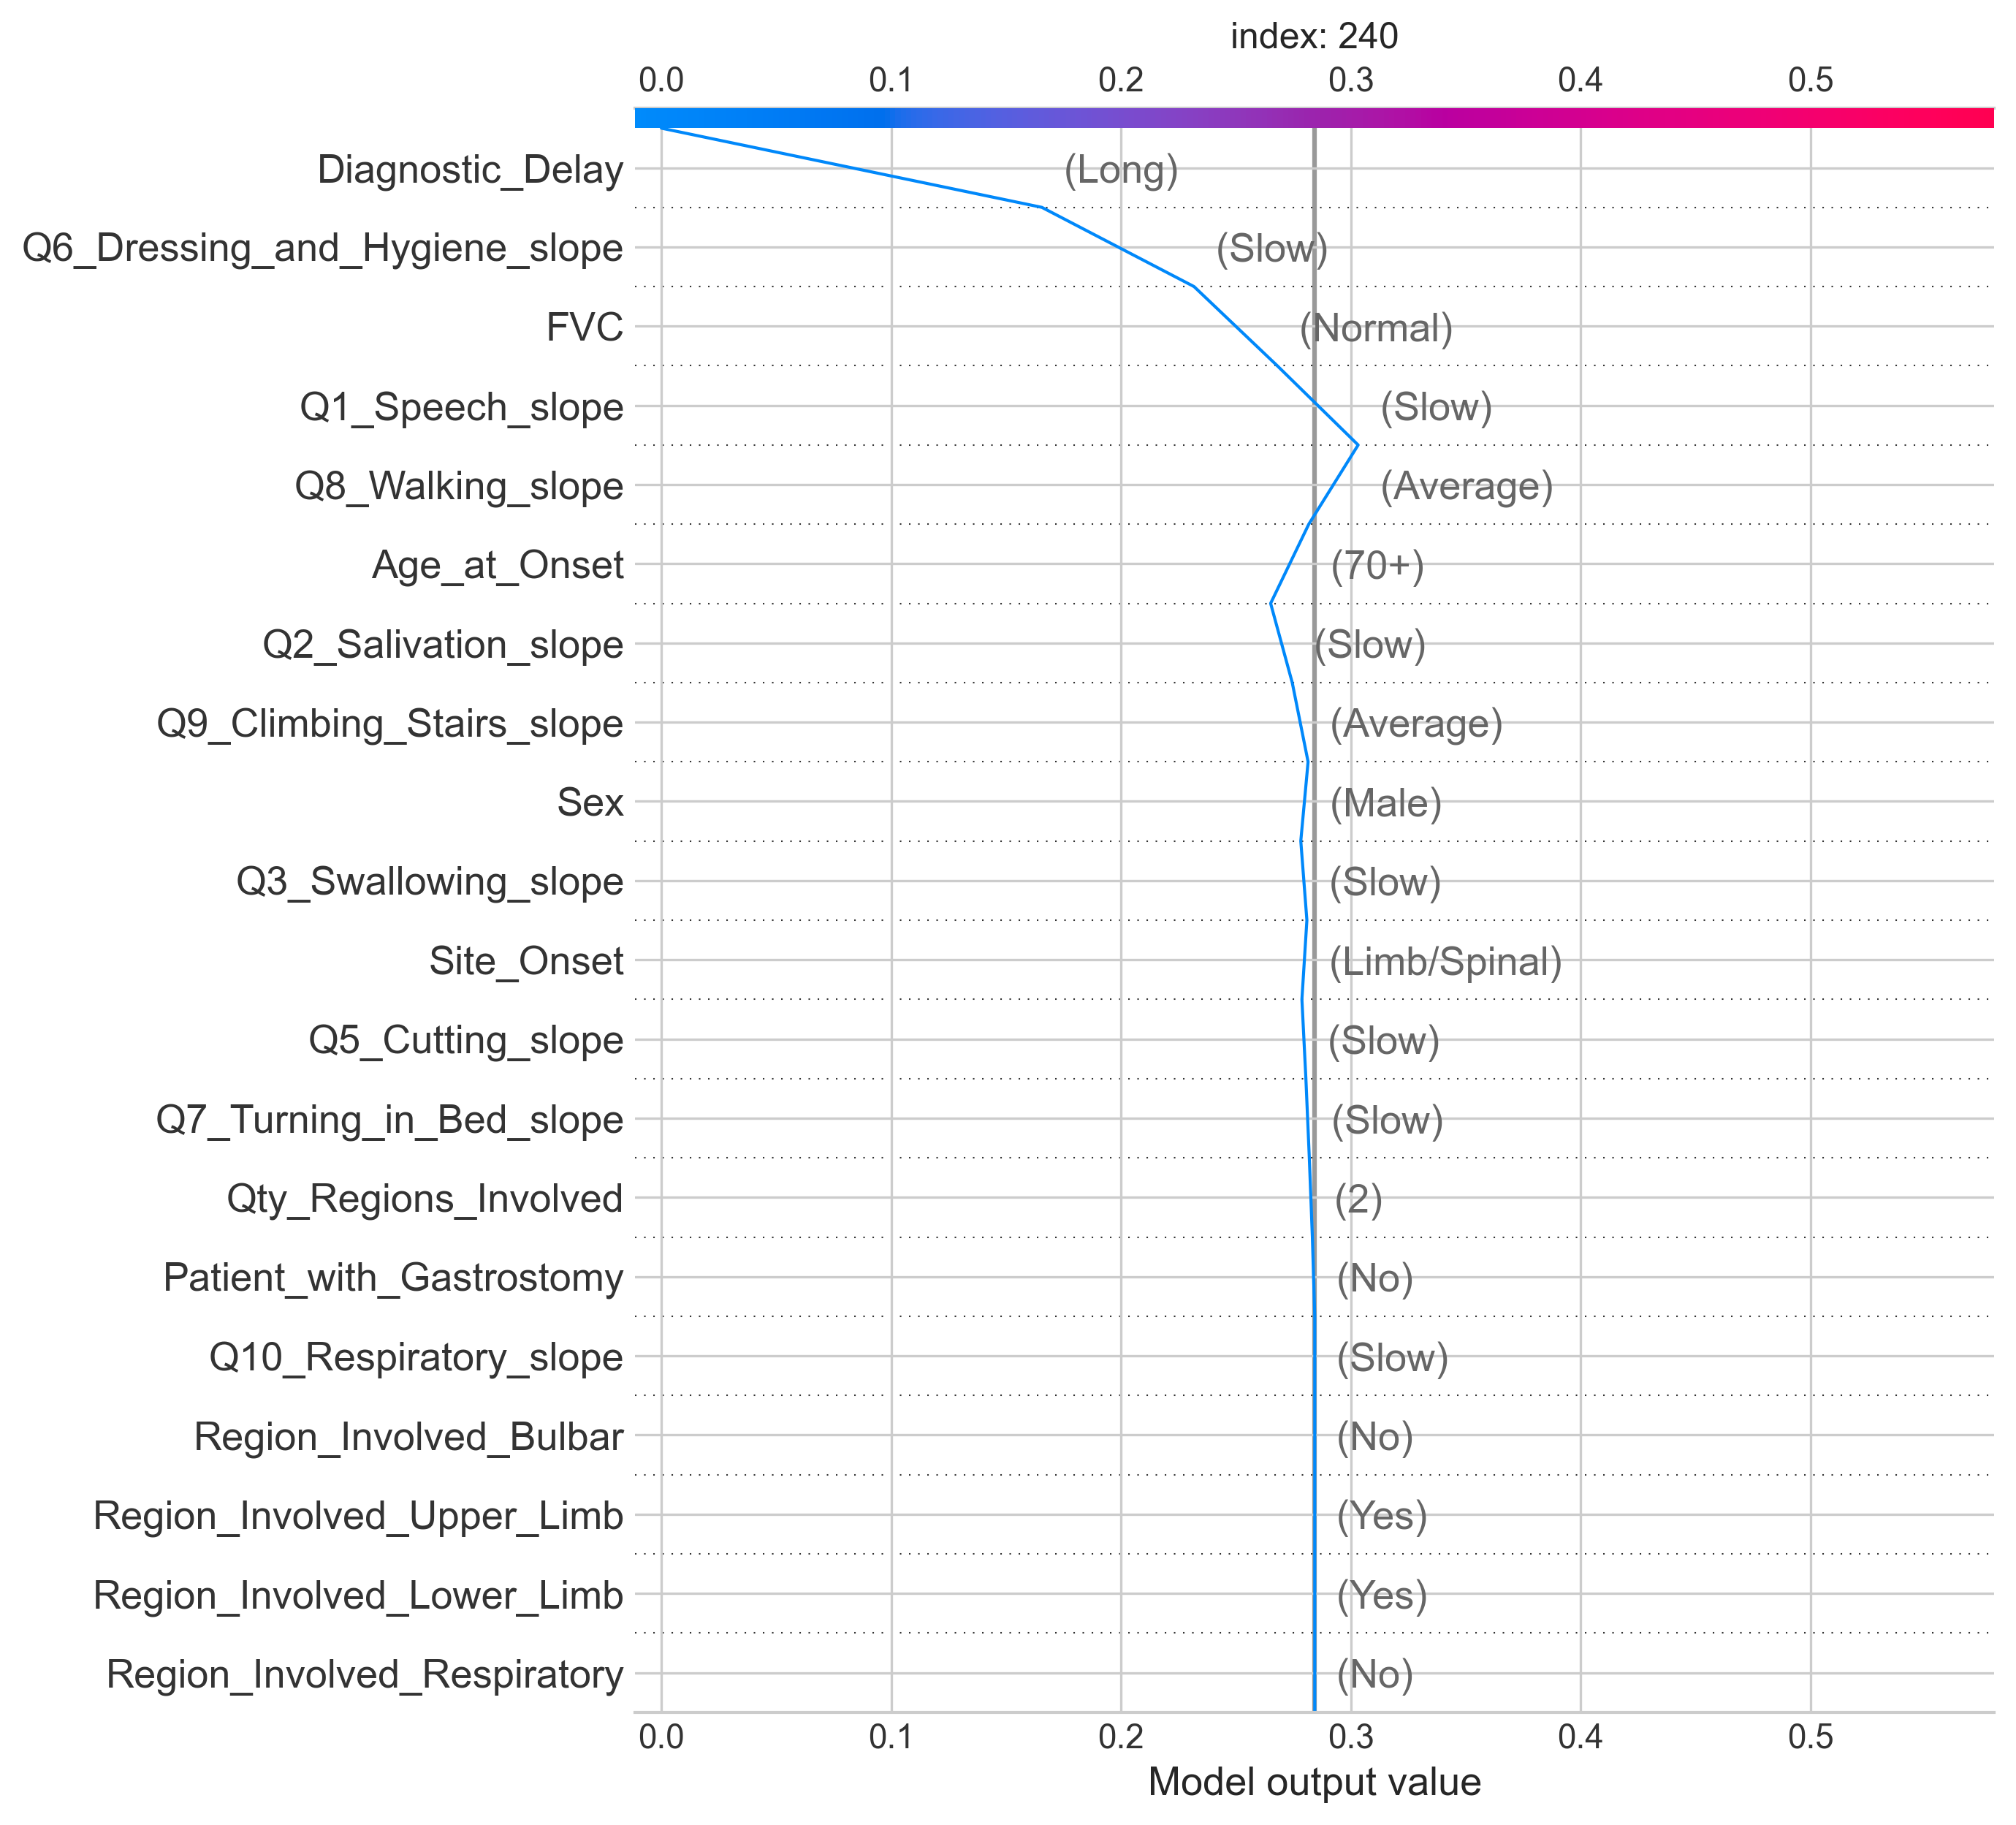 index: 240
0.0 0.1 0.2 0.3 0.4 0.5
Diagnostic_Delay (Long)
Q6_Dressing_and_Hygiene_slope (Slow)
FVC (Normal)
Q1_Speech_slope (Slow)
Q8_Walking_slope (Average)
Age_at_Onset (70+)
Q2_Salivation_slope (Slow)
Q9_Climbing_Stairs_slope (Average)
Sex (Male)
Q3_Swallowing_slope (Slow)
Site_Onset (Limb/Spinal)
Q5_Cutting_slope (Slow)
Q7_Turning_in_Bed_slope (Slow)
Qty_Regions_Involved (2)
Patient_with_Gastrostomy (No)
Q10_Respiratory_slope (Slow)
Region_Involved_Bulbar (No)
Region_Involved_Upper_Limb (Yes)
Region_Involved_Lower_Limb (Yes)
Region_Involved_Respiratory (No)
0.0 0.1 0.2 0.3 0.4 0.5
Model output value